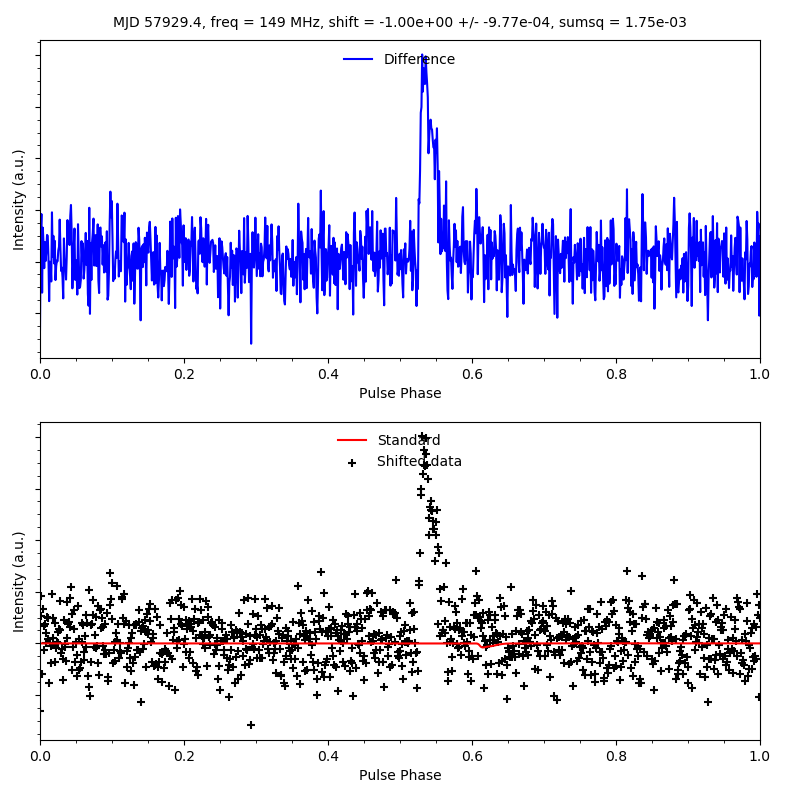 MJD 57929.4, freq = 149 MHz, shift = -1.00e+00 +/- -9.77e-04, sumsq = 1.75e-03
Difference
Intensity (a.u.)
0.0 0.2 0.4 0.6 0.8 1.0
Pulse Phase
Standard
Shifted data
Intensity (a.u.)
0.0 0.2 0.4 0.6 0.8 1.0
Pulse Phase